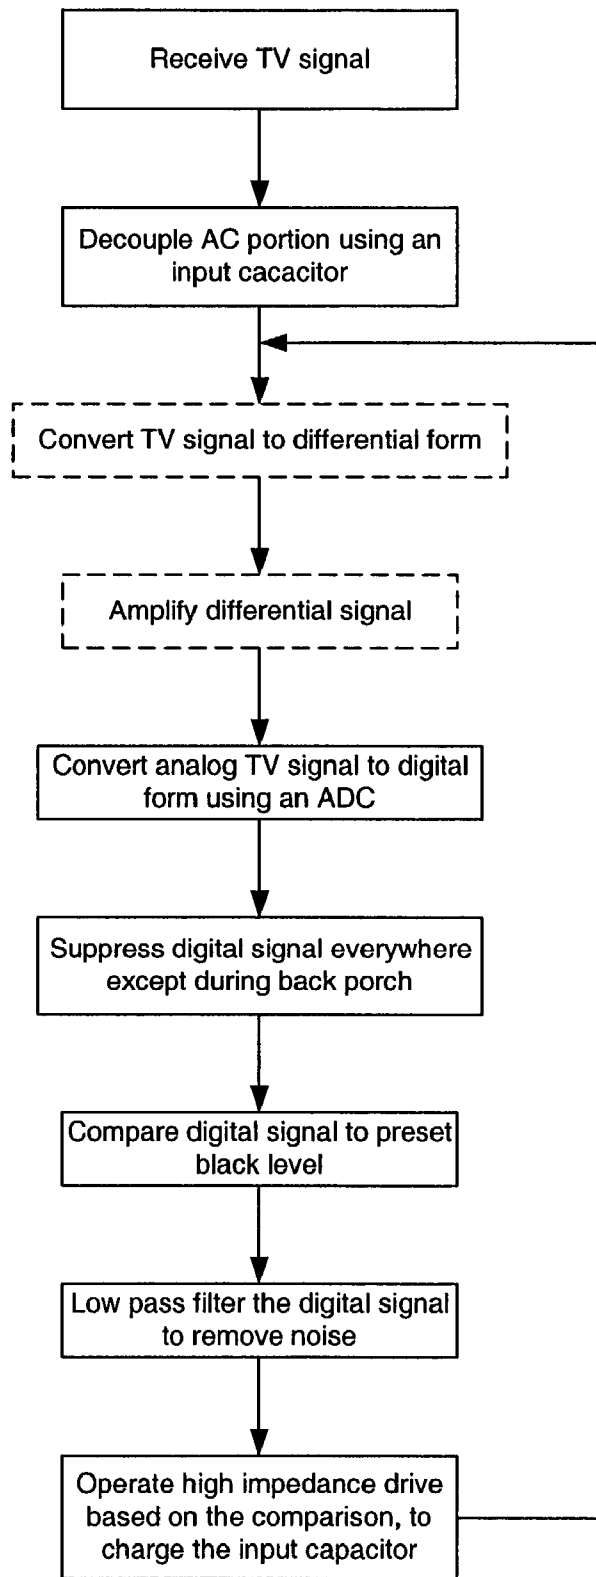 Receive TV signal
Decouple AC portion using an
input cacacitor
Convert TV signal to differential form
Amplify differential signal
Convert analog TV signal to digital
form using an ADC
Suppress digital signal everywhere
except during back porch
Compare digital signal to preset
black level
Low pass filter the digital signal
to remove noise
Operate high impedance drive
based on the comparison, to
charge the input capacitor